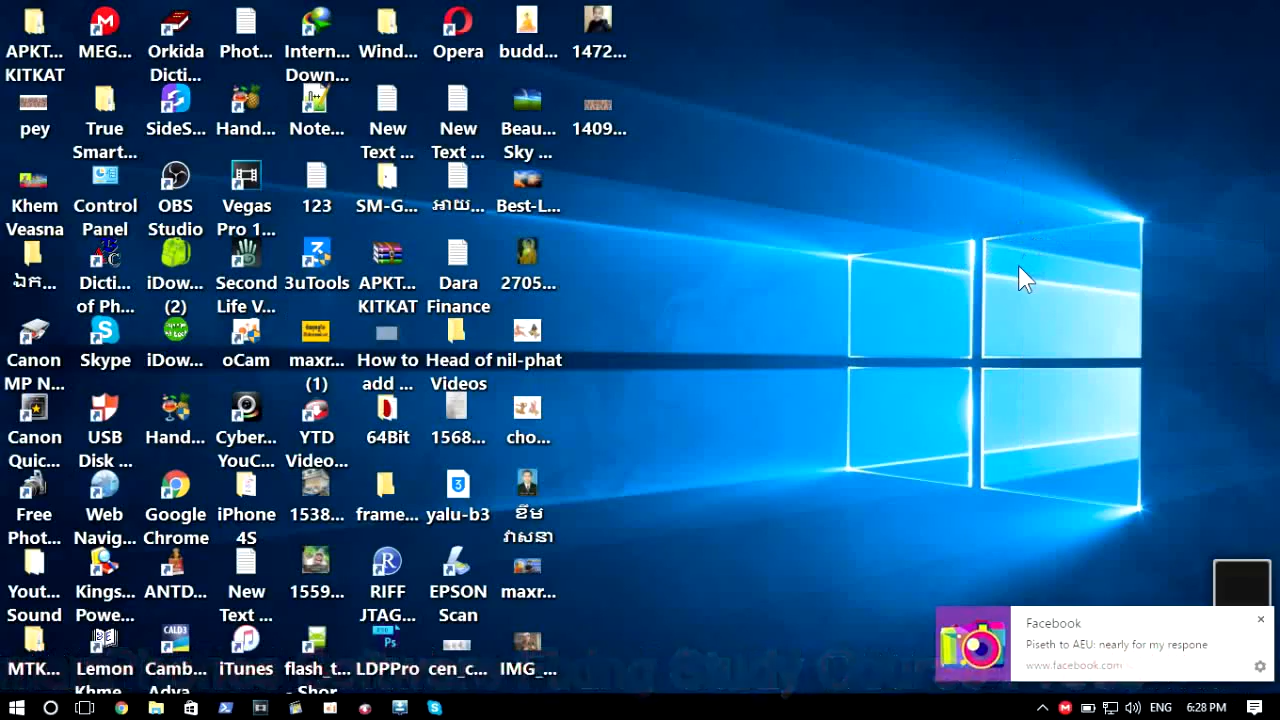 APKT...
KITKAT
MEG...
Orkida
Dicti...
Phot...
Intern...
Down...
Wind...
Opera
budd...
1472...
pey
True
Smart...
SideS...
Hand...
Note...
New
Text ...
New
Text ...
Beau...
Sky ...
1409...
Khem
Veasna
Control
Panel
OBS
Studio
Vegas
Pro 1...
123
SM-G...
អាយ...
Best-L...
ឯក...
Dicti...
of Ph...
iDow...
(2)
Second
Life V...
3uTools
APKT...
KITKAT
Dara
Finance
2705...
Canon
MP N...
Skype
iDow...
oCam
maxr...
(1)
How to
add ...
Head of
Videos
nil-phat
Canon
Quic...
USB
Disk ...
Hand...
Cyber...
YouC...
YTD
Video...
64Bit
1568...
cho...
Free
Phot...
Web
Navig...
Google
Chrome
iPhone
4S
1538...
frame...
yalu-b3
ខឹម
វាសនា
Yout...
Sound
Kings...
Powe...
ANTD...
New
Text ...
1559...
RIFF
JTAG...
EPSON
Scan
maxr...
MTK...
Lemon
Khme...
CALD3
Camb...
Adva...
iTunes
flash_t...
- Shor...
Ps
LDPPro
cen_c...
IMG_...
Facebook
Piseth to AEU: nearly for my respone
www.facebook.com
ENG
6:28 PM